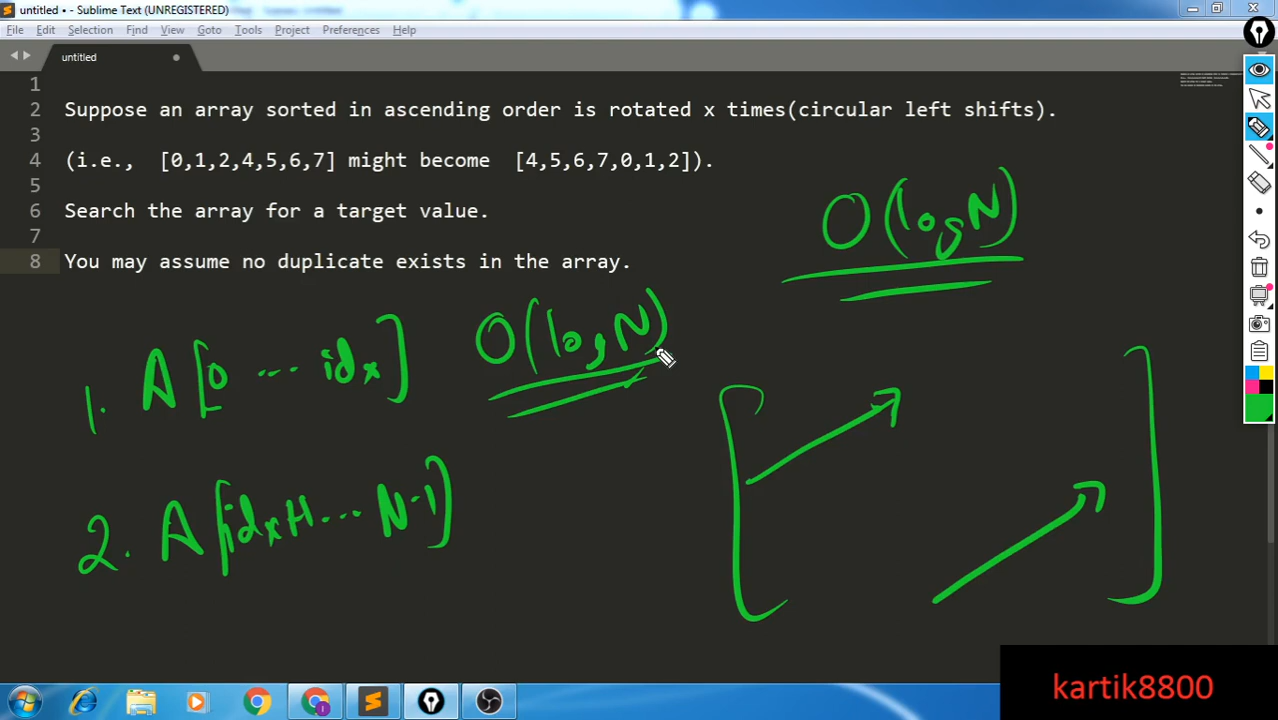 untitled • - Sublime Text (UNREGISTERED)
File Edit Selection Find View Goto Tools Project Preferences Help
untitled
1
2 Suppose an array sorted in ascending order is rotated x times(circular left shifts).
3
4 (i.e., [0,1,2,4,5,6,7] might become [4,5,6,7,0,1,2]).
5
6 Search the array for a target value.
7
8 You may assume no duplicate exists in the array.
O(logN)
O(logN)
1. A[0 ... idx]
2. A[idx+1 ... N-1]
kartik8800